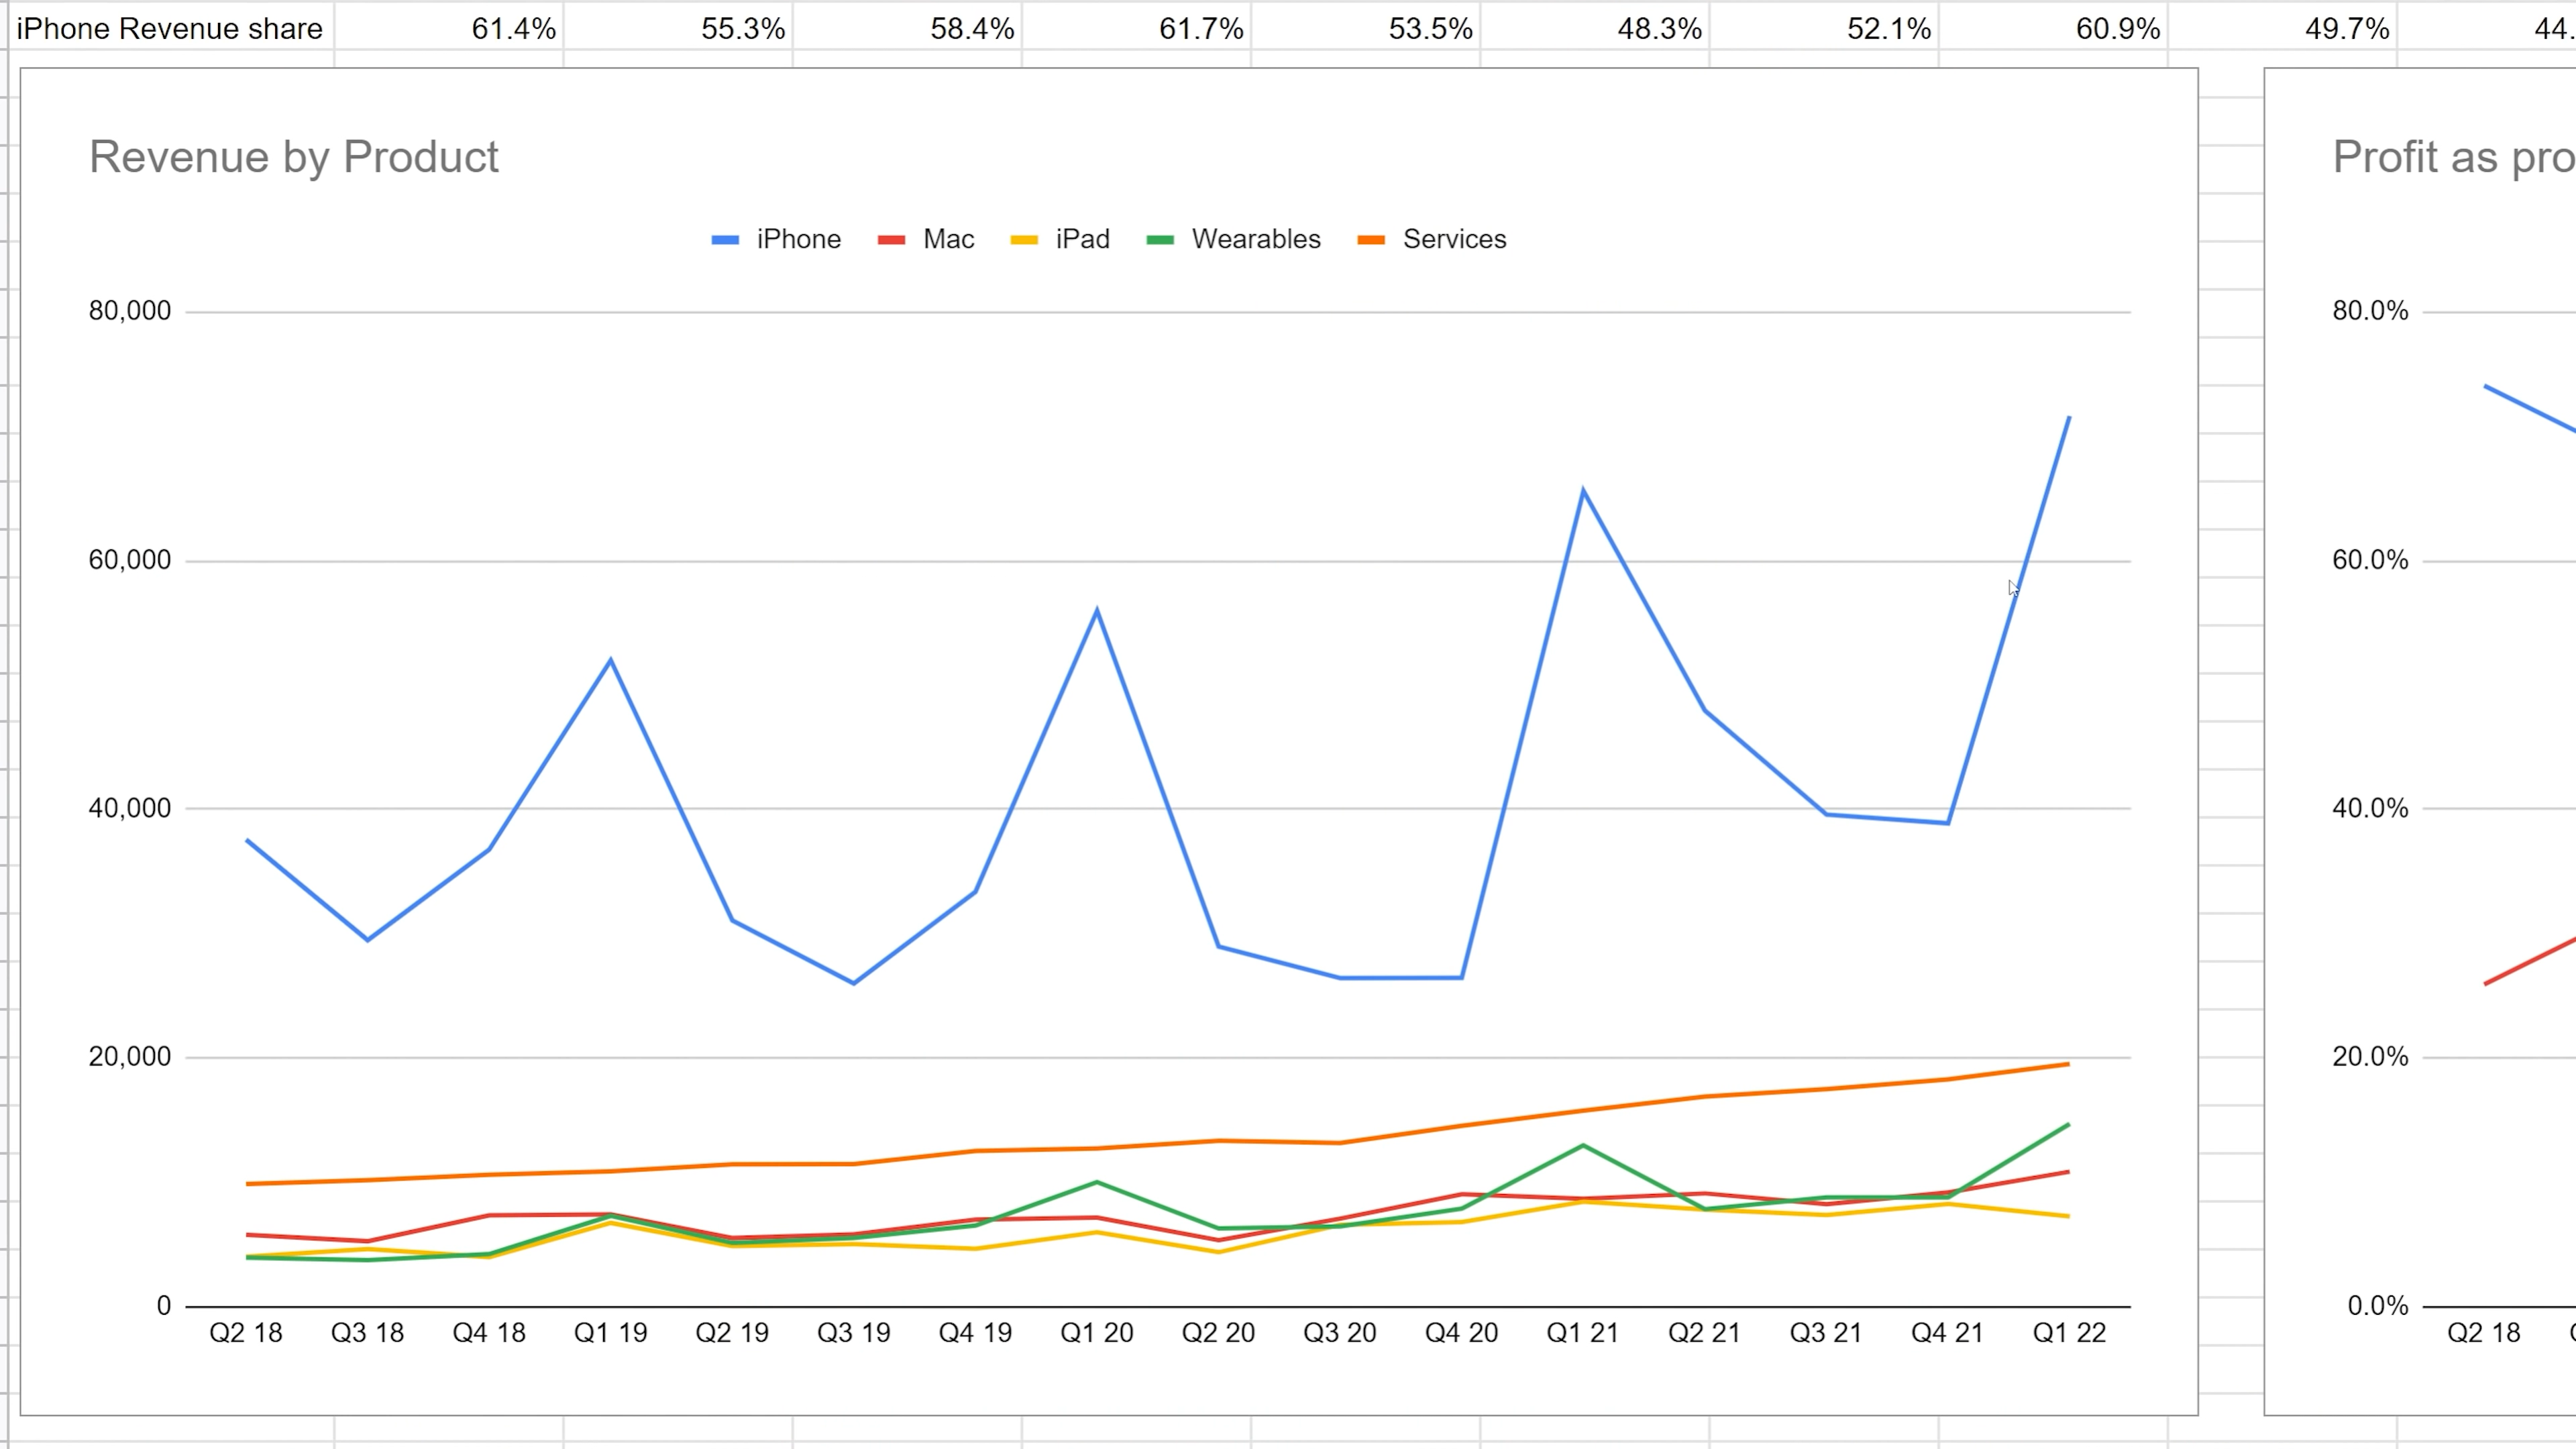 iPhone Revenue share 61.4% 55.3% 58.4% 61.7% 53.5% 48.3% 52.1% 60.9% 49.7% 44.
Revenue by Product
iPhone Mac iPad Wearables Services
80,000
60,000
40,000
20,000
0
Q2 18 Q3 18 Q4 18 Q1 19 Q2 19 Q3 19 Q4 19 Q1 20 Q2 20 Q3 20 Q4 20 Q1 21 Q2 21 Q3 21 Q4 21 Q1 22
Profit as pro
80.0%
60.0%
40.0%
20.0%
0.0%
Q2 18